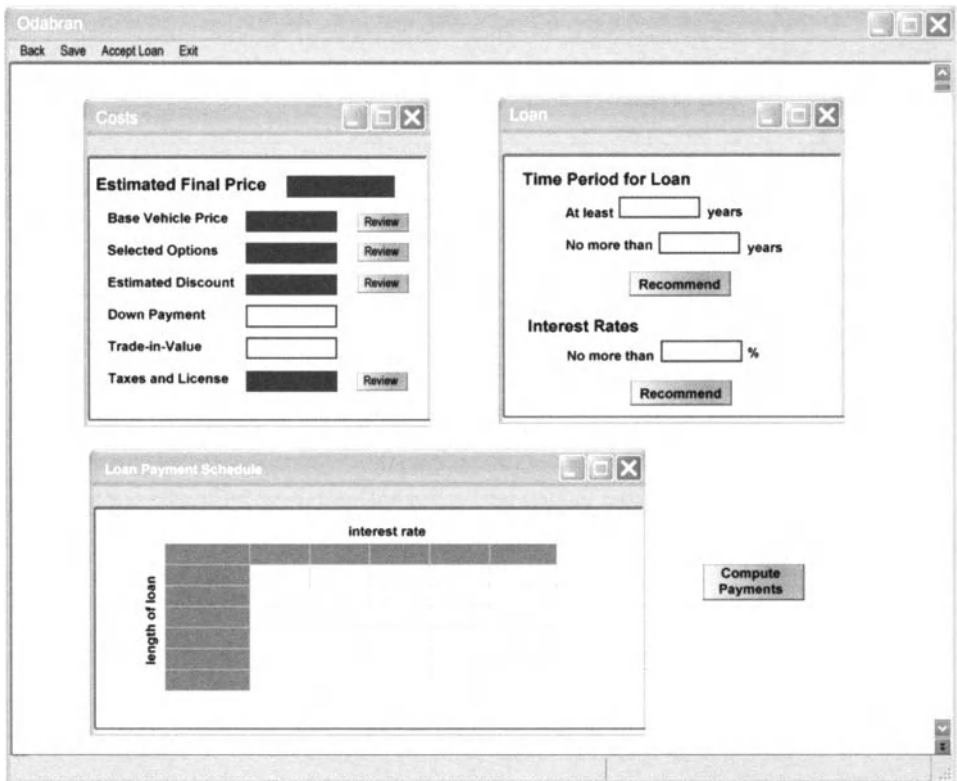 Odabran
Back Save Accept Loan Exit
Costs
Estimated Final Price
Base Vehicle Price Review
Selected Options Review
Estimated Discount Review
Down Payment
Trade-in-Value
Taxes and License Review
Loan
Time Period for Loan
At least years
No more than years
Recommend
Interest Rates
No more than %
Recommend
Loan Payment Schedule
interest rate
length of loan
Compute
Payments